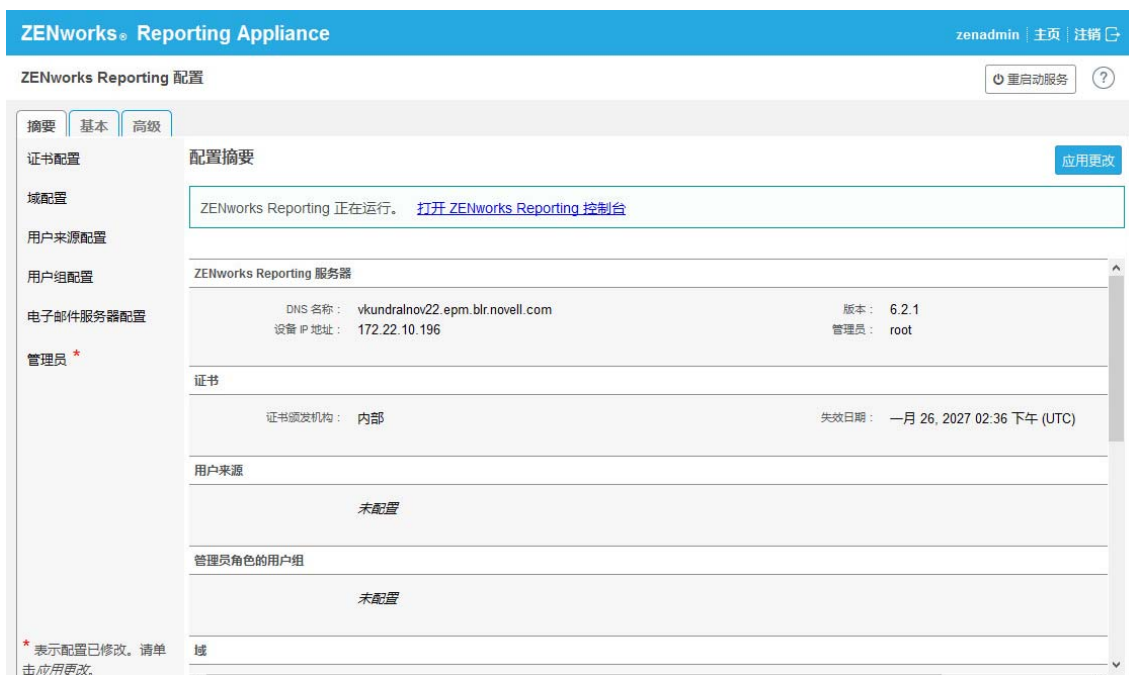 ZENworks® Reporting Appliance
zenadmin 主页 注销
ZENworks Reporting 配置
重启动服务 ?
摘要 基本 高级
证书配置
域配置
用户来源配置
用户组配置
电子邮件服务器配置
管理员 *
* 表示配置已修改。请单
击应用更改。
配置摘要
应用更改
ZENworks Reporting 正在运行。 打开 ZENworks Reporting 控制台
ZENworks Reporting 服务器
DNS 名称： vkundralnov22.epm.blr.novell.com 版本： 6.2.1
设备 IP 地址： 172.22.10.196 管理员： root
证书
证书颁发机构： 内部 失效日期： 一月 26, 2027 02:36 下午 (UTC)
用户来源
未配置
管理员角色的用户组
未配置
域